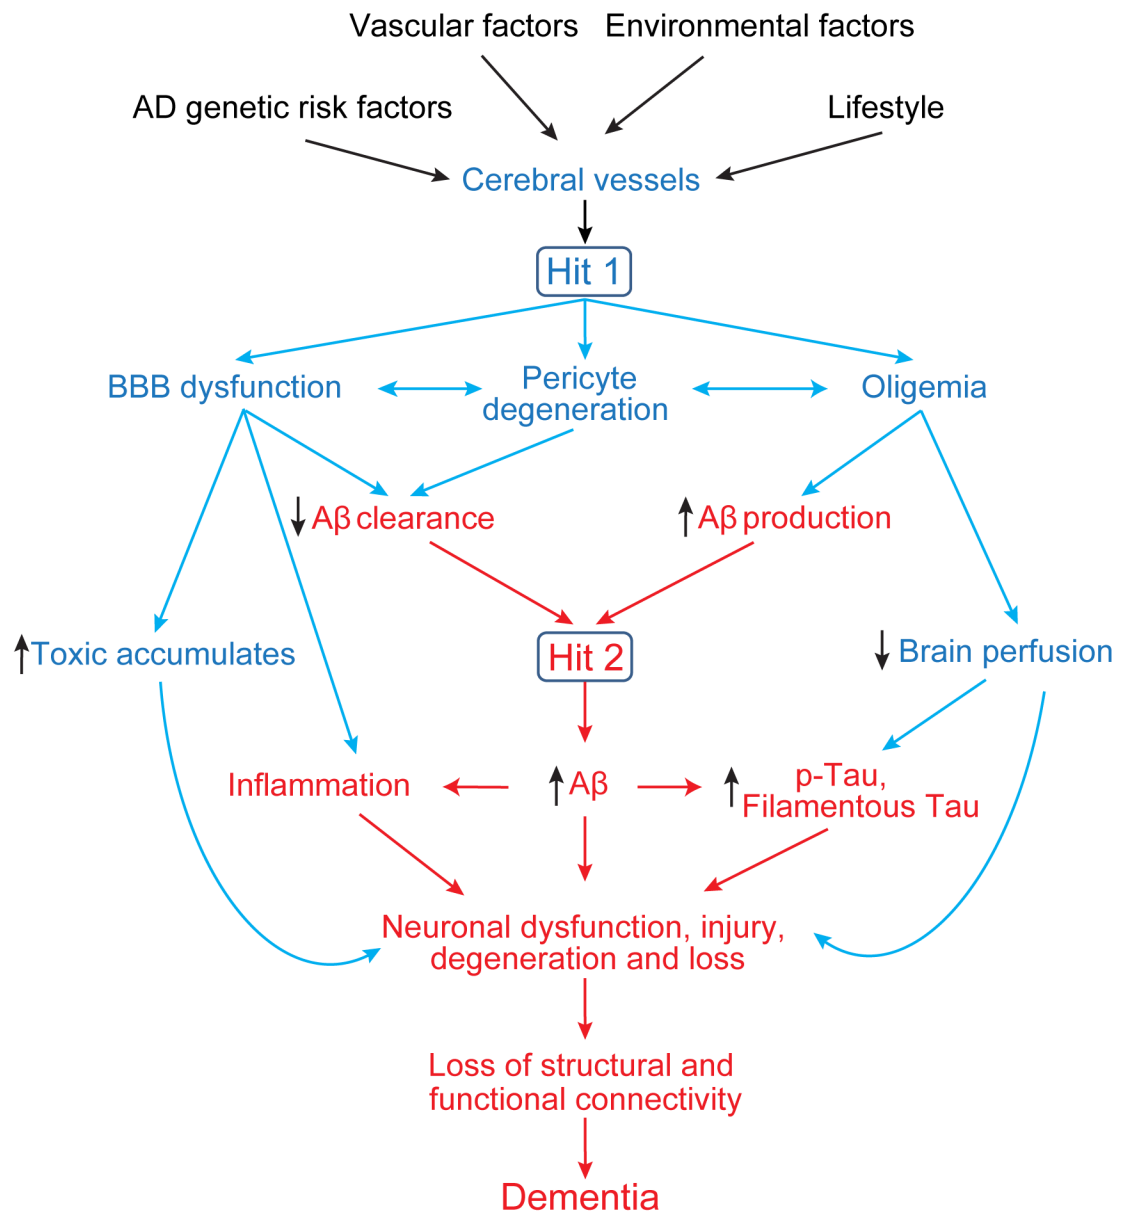 Vascular factors
Environmental factors
AD genetic risk factors
Lifestyle
Cerebral vessels
Hit 1
BBB dysfunction
Pericyte
degeneration
Oligemia
Aβ clearance
Aβ production
Toxic accumulates
Hit 2
Brain perfusion
Inflammation
Aβ
p-Tau,
Filamentous Tau
Neuronal dysfunction, injury,
degeneration and loss
Loss of structural and
functional connectivity
Dementia